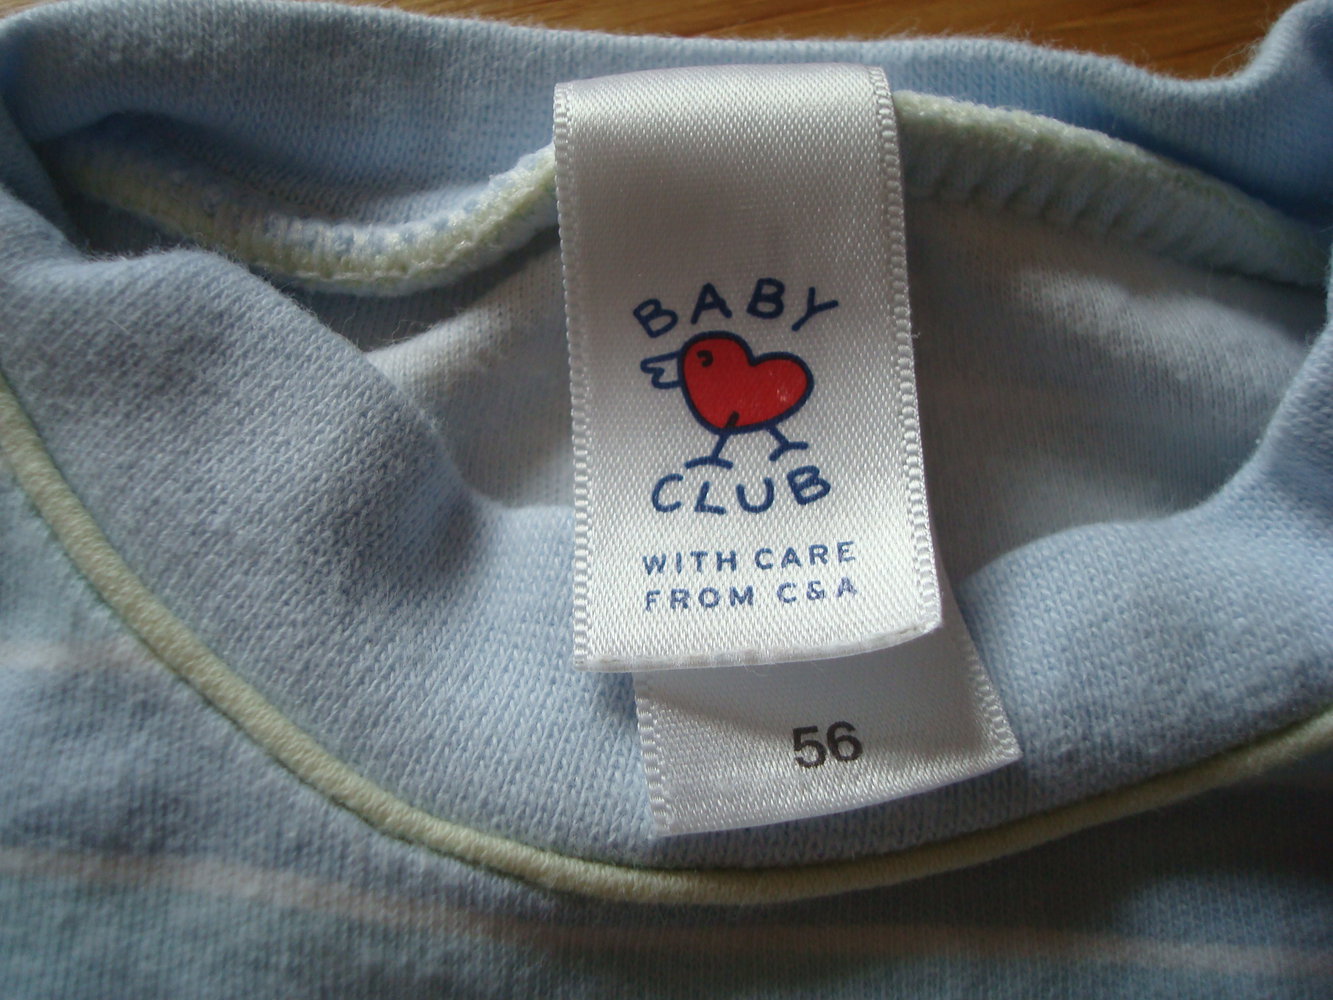 BABY
CLUB
WITH CARE
FROM C&A
56